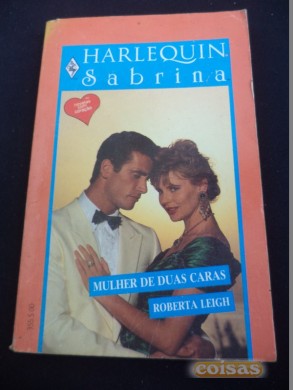 HARLEQUIN
Sabrina
MULHER DE DUAS CARAS
ROBERTA LEIGH
coisas